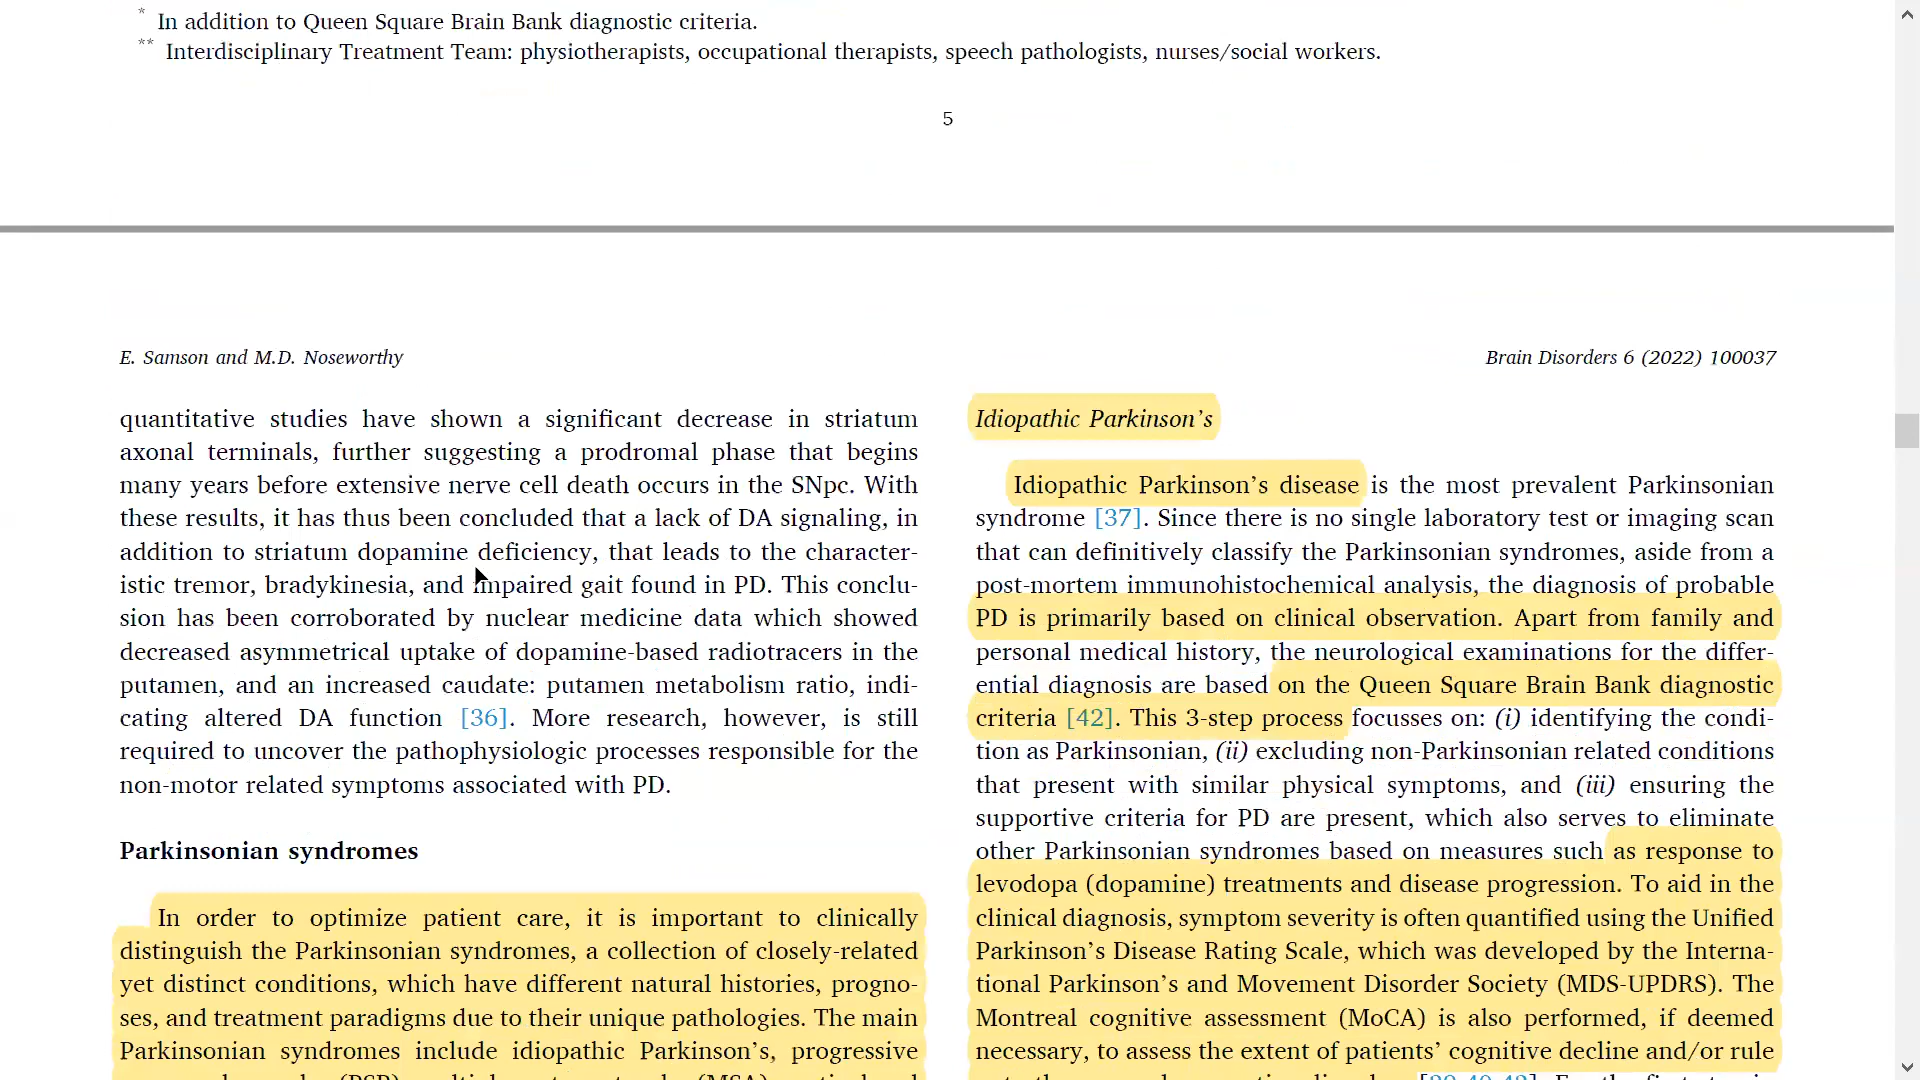 * In addition to Queen Square Brain Bank diagnostic criteria.
** Interdisciplinary Treatment Team: physiotherapists, occupational therapists, speech pathologists, nurses/social workers.
5
E. Samson and M.D. Noseworthy
Brain Disorders 6 (2022) 100037
quantitative studies have shown a significant decrease in striatum
axonal terminals, further suggesting a prodromal phase that begins
many years before extensive nerve cell death occurs in the SNpc. With
these results, it has thus been concluded that a lack of DA signaling, in
addition to striatum dopamine deficiency, that leads to the character-
istic tremor, bradykinesia, and impaired gait found in PD. This conclu-
sion has been corroborated by nuclear medicine data which showed
decreased asymmetrical uptake of dopamine-based radiotracers in the
putamen, and an increased caudate: putamen metabolism ratio, indi-
cating altered DA function [36]. More research, however, is still
required to uncover the pathophysiologic processes responsible for the
non-motor related symptoms associated with PD.
Parkinsonian syndromes
In order to optimize patient care, it is important to clinically
distinguish the Parkinsonian syndromes, a collection of closely-related
yet distinct conditions, which have different natural histories, progno-
ses, and treatment paradigms due to their unique pathologies. The main
Parkinsonian syndromes include idiopathic Parkinson's, progressive
Idiopathic Parkinson's
Idiopathic Parkinson's disease is the most prevalent Parkinsonian
syndrome [37]. Since there is no single laboratory test or imaging scan
that can definitively classify the Parkinsonian syndromes, aside from a
post-mortem immunohistochemical analysis, the diagnosis of probable
PD is primarily based on clinical observation. Apart from family and
personal medical history, the neurological examinations for the differ-
ential diagnosis are based on the Queen Square Brain Bank diagnostic
criteria [42]. This 3-step process focusses on: (i) identifying the condi-
tion as Parkinsonian, (ii) excluding non-Parkinsonian related conditions
that present with similar physical symptoms, and (iii) ensuring the
supportive criteria for PD are present, which also serves to eliminate
other Parkinsonian syndromes based on measures such as response to
levodopa (dopamine) treatments and disease progression. To aid in the
clinical diagnosis, symptom severity is often quantified using the Unified
Parkinson's Disease Rating Scale, which was developed by the Interna-
tional Parkinson's and Movement Disorder Society (MDS-UPDRS). The
Montreal cognitive assessment (MoCA) is also performed, if deemed
necessary, to assess the extent of patients' cognitive decline and/or rule